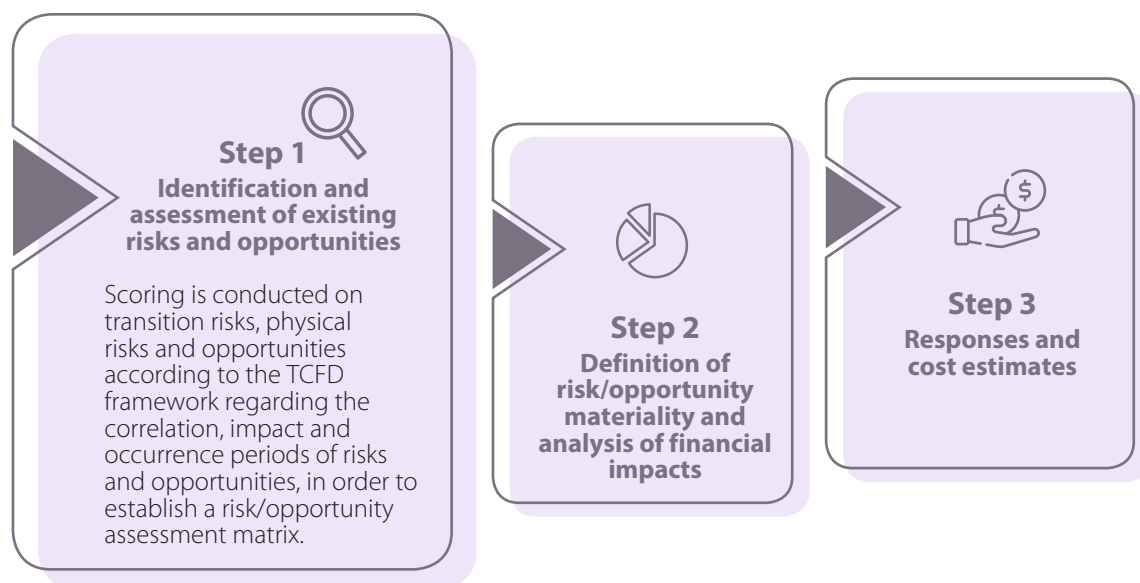 Step 1
Identification and
assessment of existing
risks and opportunities
Scoring is conducted on
transition risks, physical
risks and opportunities
according to the TCFD
framework regarding the
correlation, impact and
occurrence periods of risks
and opportunities, in order to
establish a risk/opportunity
assessment matrix.
Step 2
Definition of
risk/opportunity
materiality and
analysis of financial
impacts
$
$
Step 3
Responses and
cost estimates